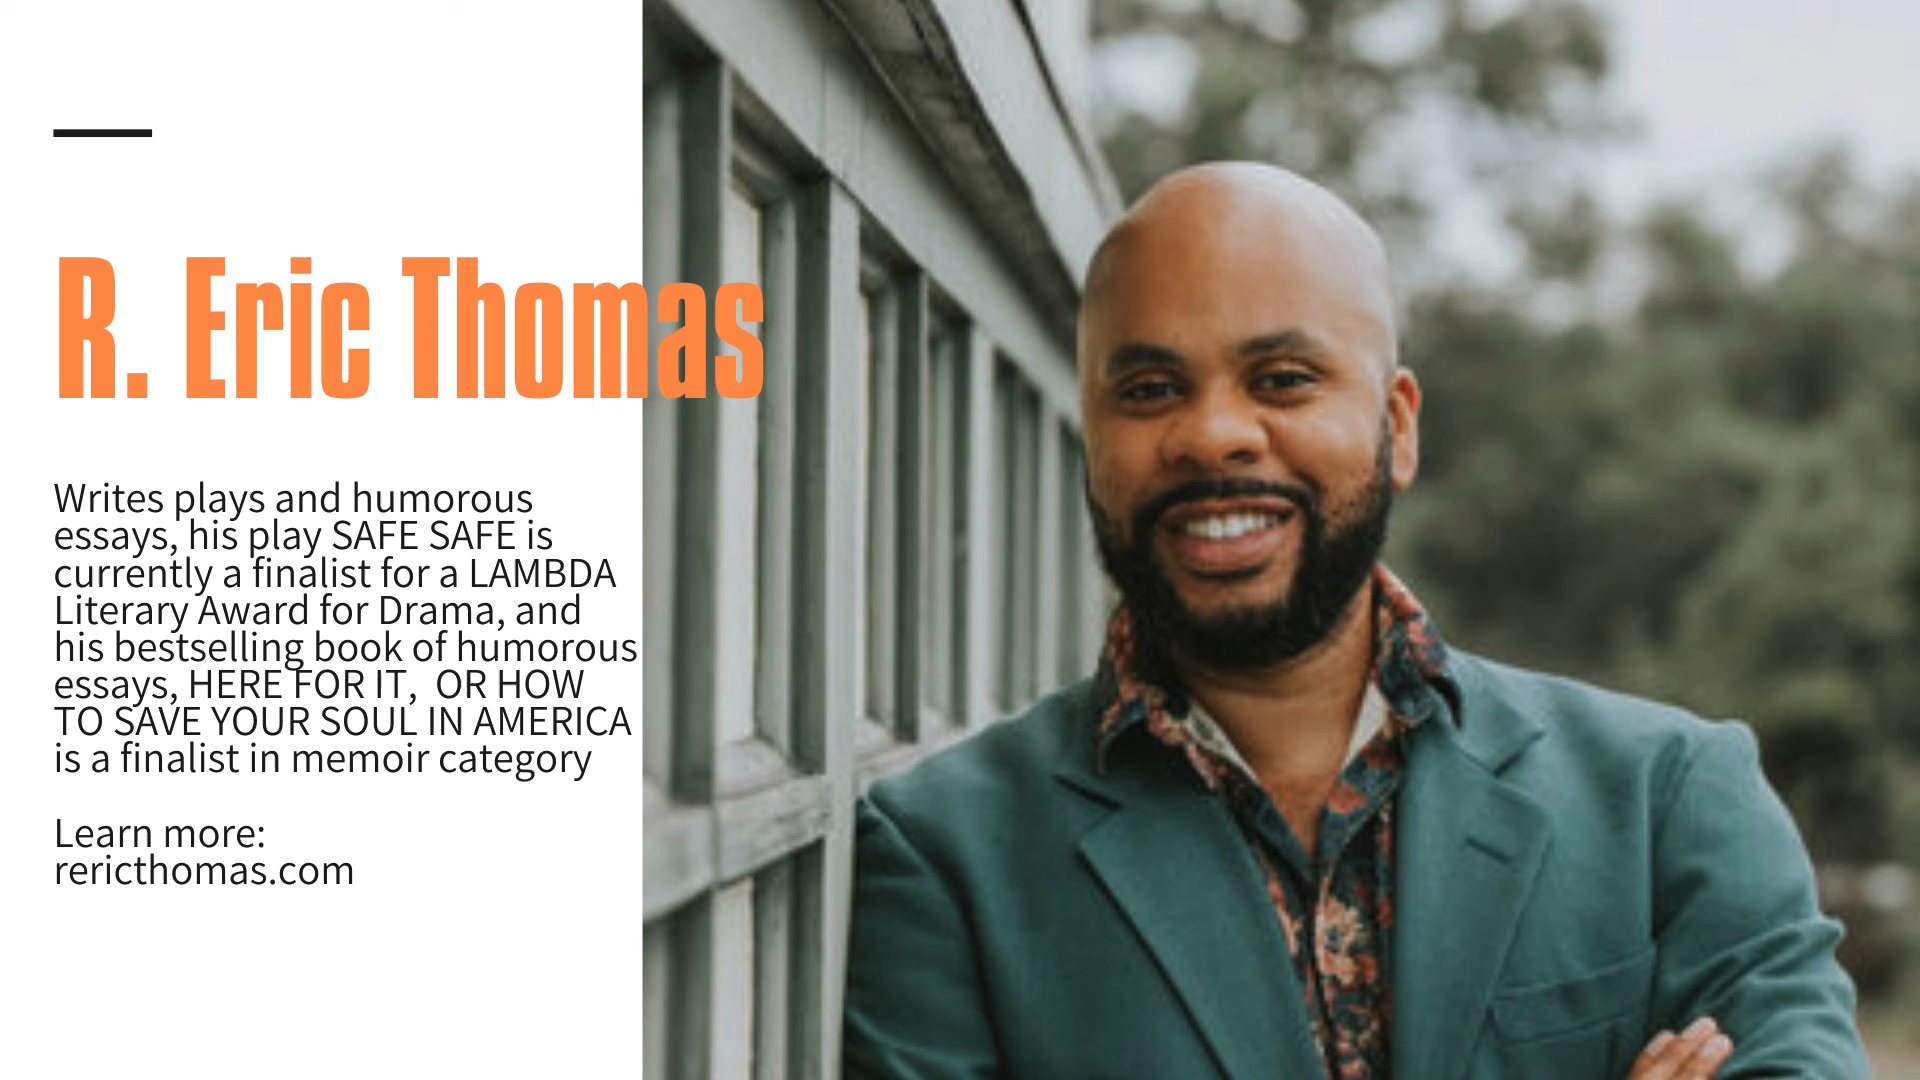 R. Eric Thomas
Writes plays and humorous
essays, his play SAFE SAFE is
currently a finalist for a LAMBDA
Literary Award for Drama, and
his bestselling book of humorous
essays, HERE FOR IT,  OR HOW
TO SAVE YOUR SOUL IN AMERICA
is a finalist in memoir category
Learn more:
rericthomas.com